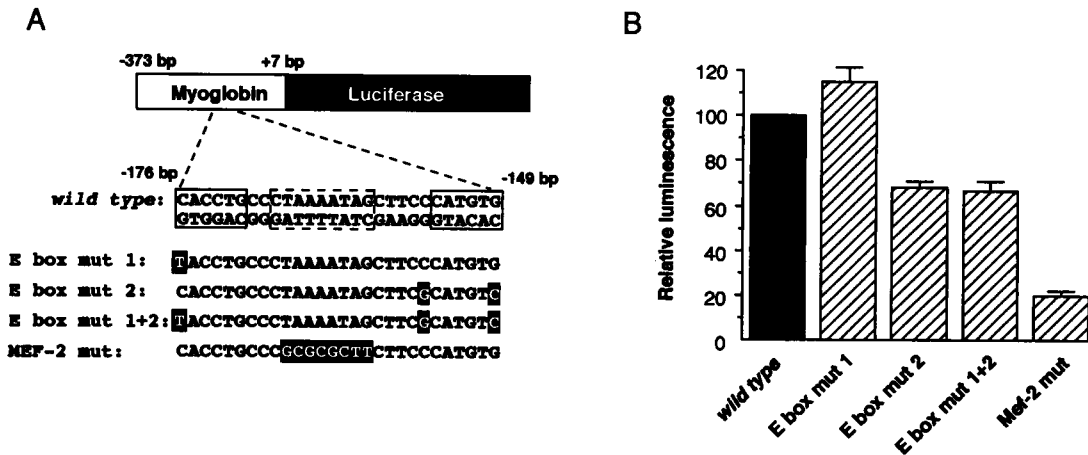 A
-373 bp
+7 bp
Myoglobin
Luciferase
-176 bp
-149 bp
wild type: CACCTGCCCTAAAATAGCTTCCCATGTG
GTGGACGGGATTTTATCGAAGGGTACAC
E box mut 1: TACCTGCCCTAAAATAGCTTCCCATGTG
E box mut 2: CACCTGCCCTAAAATAGCTTCGCATGTC
E box mut 1+2: TACCTGCCCTAAAATAGCTTCGCATGTC
MEF-2 mut: CACCTGCCCGCGCGCTTCTTCCCATGTG
B
Relative luminescence
120
100
80
60
40
20
0
wild type
E box mut 1
E box mut 2
E box mut 1+2
Mef-2 mut